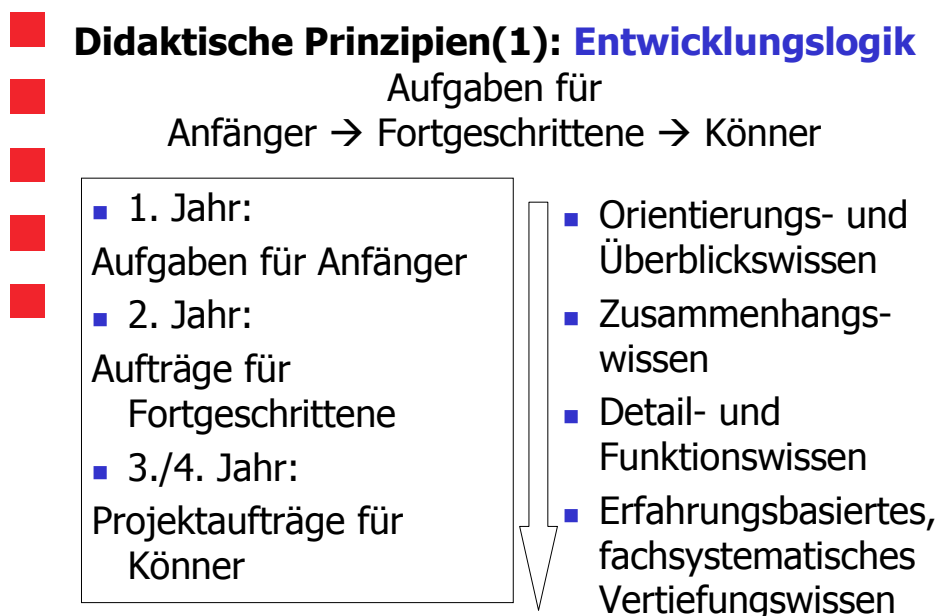 Didaktische Prinzipien(1): Entwicklungslogik
Aufgaben für
Anfänger → Fortgeschrittene → Könner
▪ 1. Jahr:
Aufgaben für Anfänger
▪ 2. Jahr:
Aufträge für
Fortgeschrittene
▪ 3./4. Jahr:
Projektaufträge für
Könner
▪ Orientierungs- und
Überblickswissen
▪ Zusammenhangs-
wissen
▪ Detail- und
Funktionswissen
▪ Erfahrungsbasiertes,
fachsystematisches
Vertiefungswissen